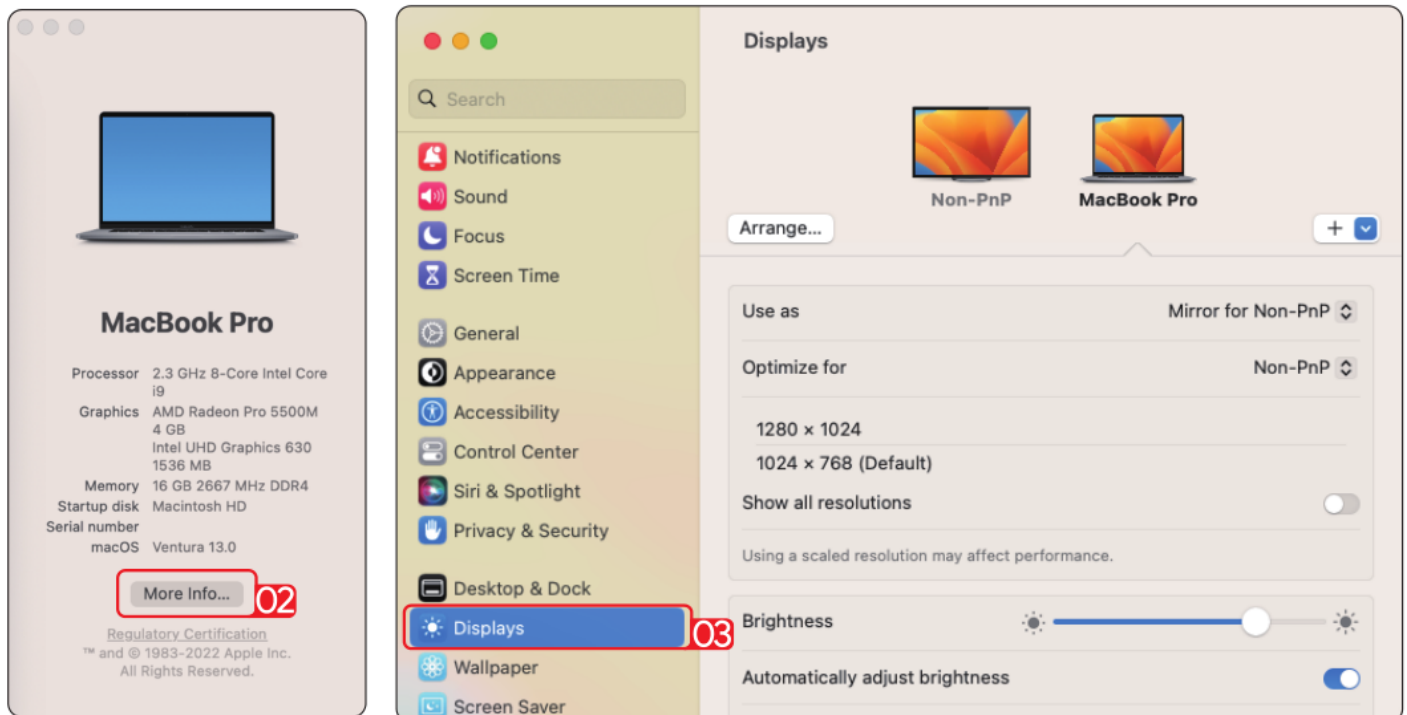 MacBook Pro
Processor 2.3 GHz 8-Core Intel Core
i9
Graphics AMD Radeon Pro 5500M
4 GB
Intel UHD Graphics 630
1536 MB
Memory 16 GB 2667 MHz DDR4
Startup disk Macintosh HD
Serial number
macOS Ventura 13.0
More Info...
02
Regulatory Certification
™ and © 1983-2022 Apple Inc.
All Rights Reserved.
Search
Notifications
Sound
Focus
Screen Time
General
Appearance
Accessibility
Control Center
Siri & Spotlight
Privacy & Security
Desktop & Dock
Displays
03
Wallpaper
Screen Saver
Displays
Non-PnP MacBook Pro
Arrange... +
Use as Mirror for Non-PnP
Optimize for Non-PnP
1280 × 1024
1024 × 768 (Default)
Show all resolutions
Using a scaled resolution may affect performance.
Brightness
Automatically adjust brightness